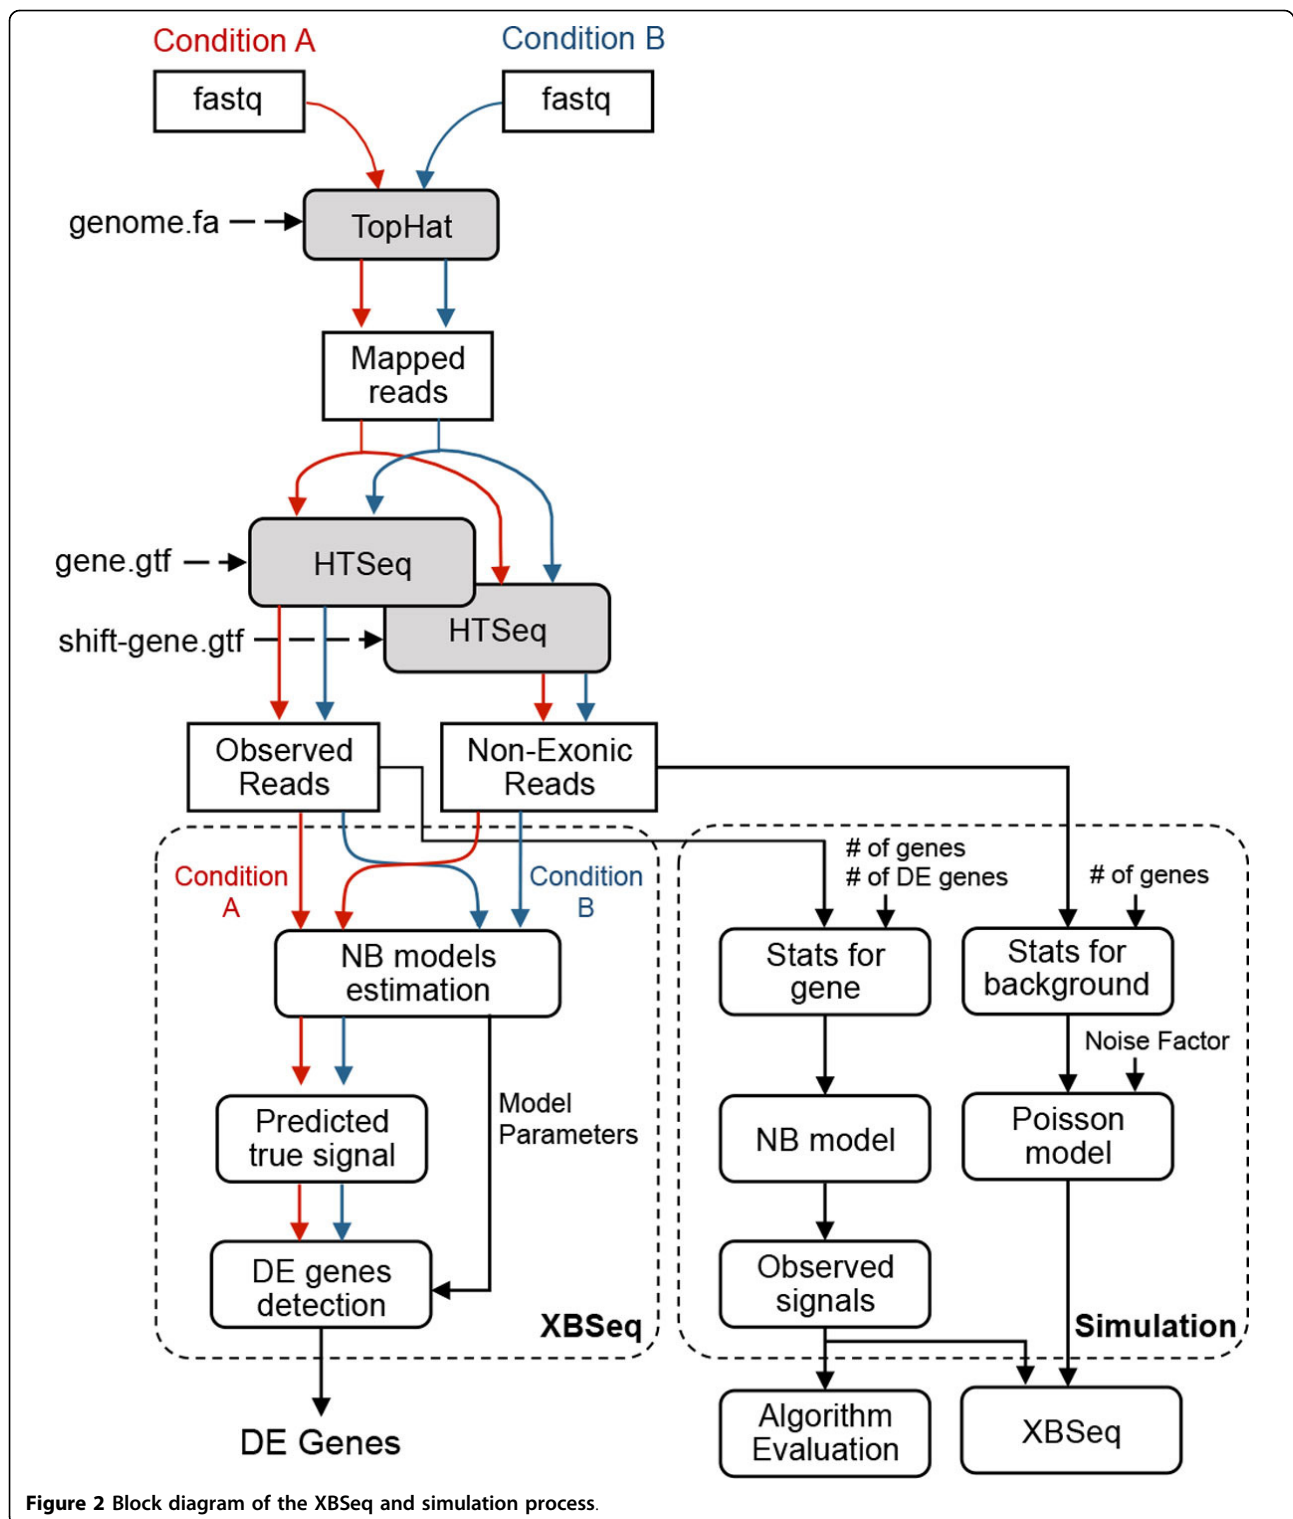 Condition A
Condition B
fastq
fastq
genome.fa
TopHat
Mapped
reads
gene.gtf
HTSeq
shift-gene.gtf
HTSeq
Observed
Reads
Non-Exonic
Reads
Condition
A
Condition
B
# of genes
# of DE genes
# of genes
NB models
estimation
Stats for
gene
Stats for
background
Noise Factor
Model
Parameters
Predicted
true signal
NB model
Poisson
model
DE genes
detection
Observed
signals
XBSeq
Simulation
DE Genes
Algorithm
Evaluation
XBSeq
Figure 2 Block diagram of the XBSeq and simulation process.